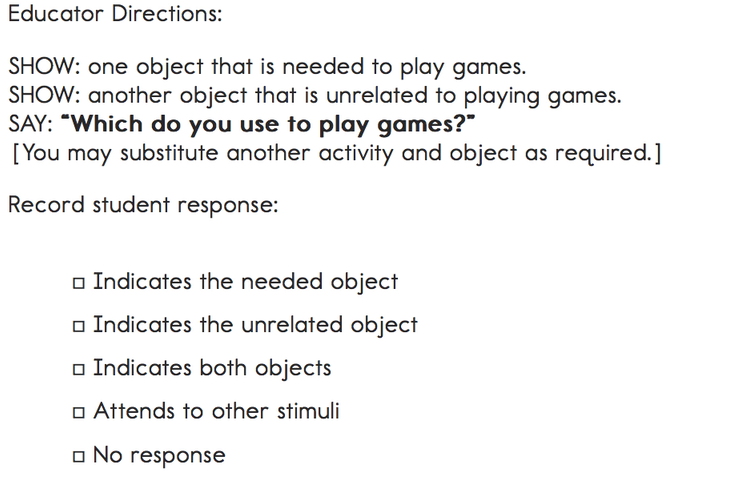 Educator Directions:
SHOW: one object that is needed to play games.
SHOW: another object that is unrelated to playing games.
SAY: "Which do you use to play games?"
[You may substitute another activity and object as required.]
Record student response:
□ Indicates the needed object
□ Indicates the unrelated object
□ Indicates both objects
□ Attends to other stimuli
□ No response